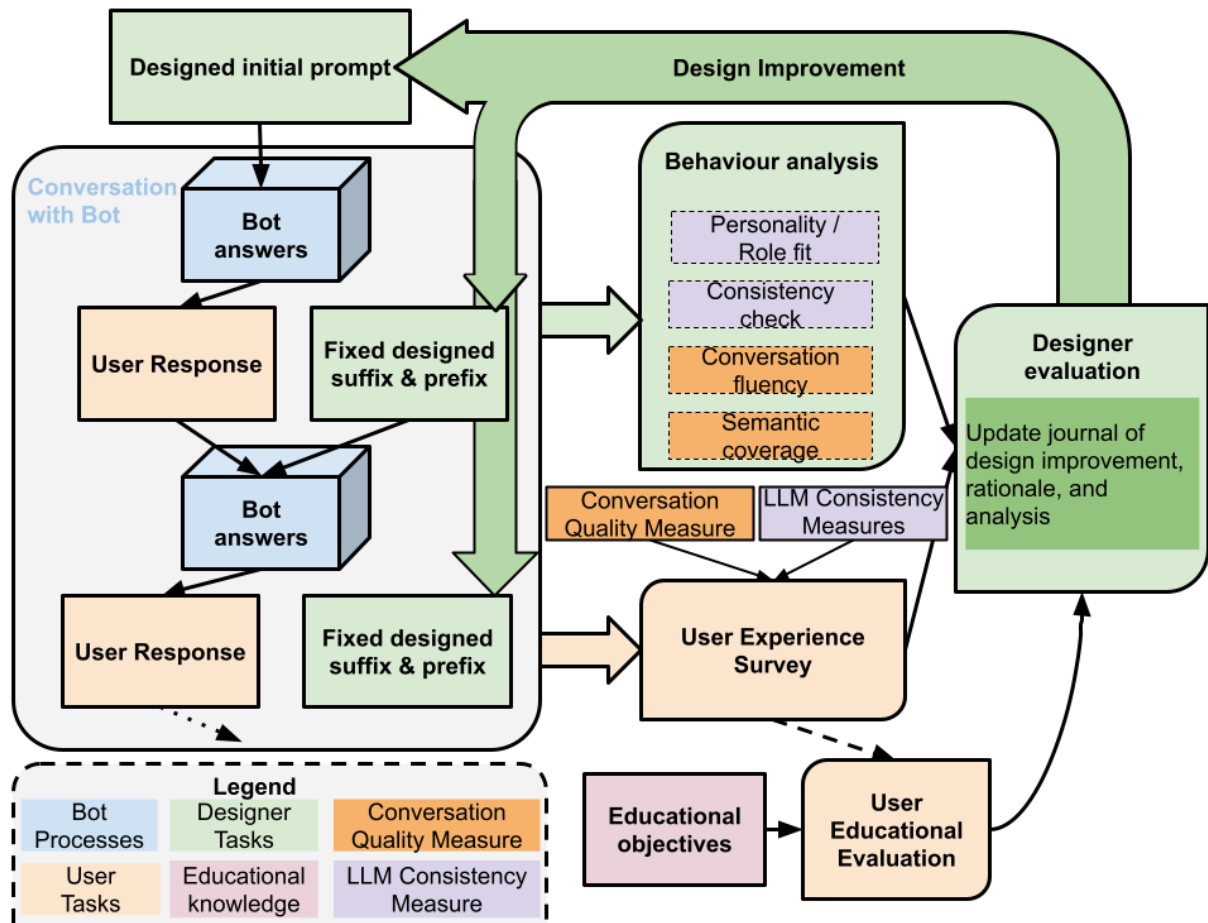 Designed initial prompt
Design Improvement
Conversation
with Bot
Bot
answers
User Response
Fixed designed
suffix & prefix
Bot
answers
User Response
Fixed designed
suffix & prefix
Behaviour analysis
Personality /
Role fit
Consistency
check
Conversation
fluency
Semantic
coverage
Conversation
Quality Measure
LLM Consistency
Measures
User Experience
Survey
Designer
evaluation
Update journal of
design improvement,
rationale, and
analysis
Educational
objectives
User
Educational
Evaluation
Legend
Bot
Processes
Designer
Tasks
Conversation
Quality Measure
User
Tasks
Educational
knowledge
LLM Consistency
Measure